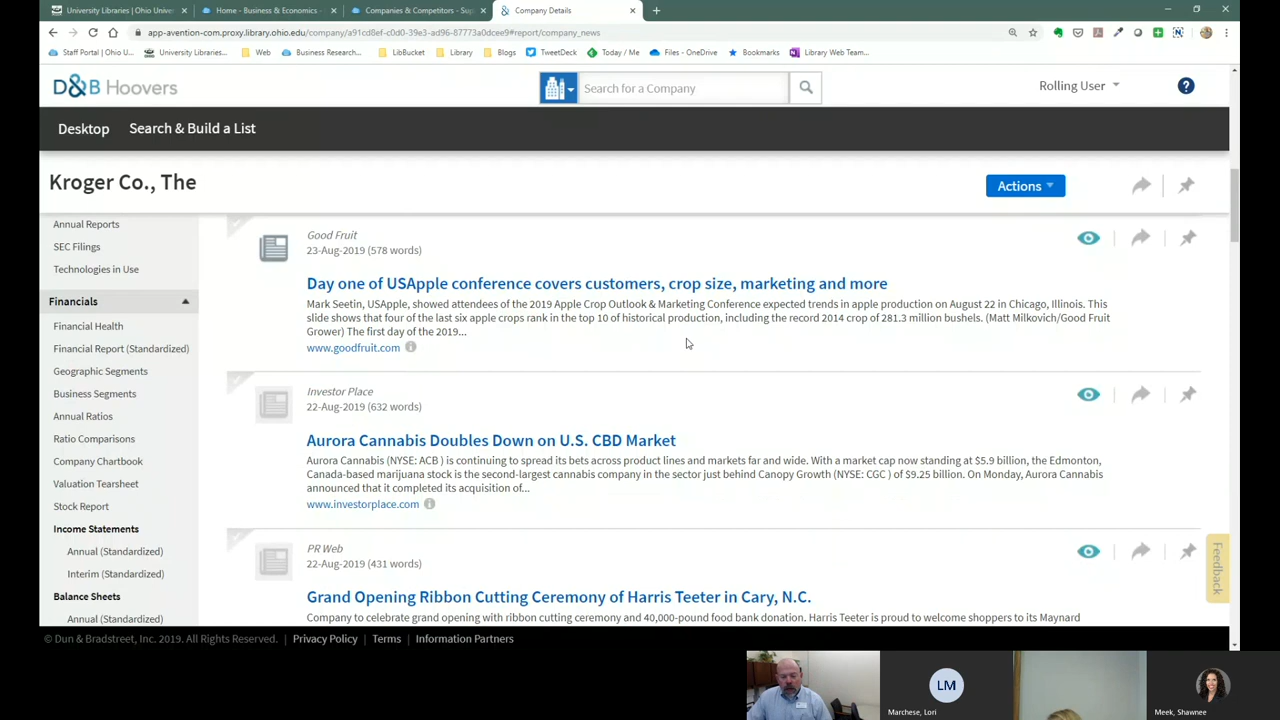 University Libraries | Ohio Univer
Home - Business & Economics -
Companies & Competitors - Sup
Company Details
app-avention-com.proxy.library.ohio.edu/company/a91cd8ef-c0d0-39e3-ad96-87773a0dcee9#report/company_news
Staff Portal | Ohio U...
University Libraries...
Web
Business Research...
LibBucket
Library
Blogs
TweetDeck
Today / Me
Files - OneDrive
Bookmarks
Library Web Team...
D&B Hoovers
Search for a Company
Rolling User
?
Desktop
Search & Build a List
Kroger Co., The
Actions
Annual Reports
SEC Filings
Technologies in Use
Financials
Financial Health
Financial Report (Standardized)
Geographic Segments
Business Segments
Annual Ratios
Ratio Comparisons
Company Chartbook
Valuation Tearsheet
Stock Report
Income Statements
Annual (Standardized)
Interim (Standardized)
Balance Sheets
Annual (Standardized)
Good Fruit
23-Aug-2019 (578 words)
Day one of USApple conference covers customers, crop size, marketing and more
Mark Seetin, USApple, showed attendees of the 2019 Apple Crop Outlook & Marketing Conference expected trends in apple production on August 22 in Chicago, Illinois. This
slide shows that four of the last six apple crops rank in the top 10 of historical production, including the record 2014 crop of 281.3 million bushels. (Matt Milkovich/Good Fruit
Grower) The first day of the 2019...
www.goodfruit.com
Investor Place
22-Aug-2019 (632 words)
Aurora Cannabis Doubles Down on U.S. CBD Market
Aurora Cannabis (NYSE: ACB ) is continuing to spread its bets across product lines and markets far and wide. With a market cap now standing at $5.9 billion, the Edmonton,
Canada-based marijuana stock is the second-largest cannabis company in the sector just behind Canopy Growth (NYSE: CGC ) of $9.25 billion. On Monday, Aurora Cannabis
announced that it completed its acquisition of...
www.investorplace.com
PR Web
22-Aug-2019 (431 words)
Grand Opening Ribbon Cutting Ceremony of Harris Teeter in Cary, N.C.
Company to celebrate grand opening with ribbon cutting ceremony and 40,000-pound food bank donation. Harris Teeter is proud to welcome shoppers to its Maynard
Feedback
© Dun & Bradstreet, Inc. 2019. All Rights Reserved. | Privacy Policy | Terms | Information Partners
LM
Marchese, Lori
Meek, Shawnee